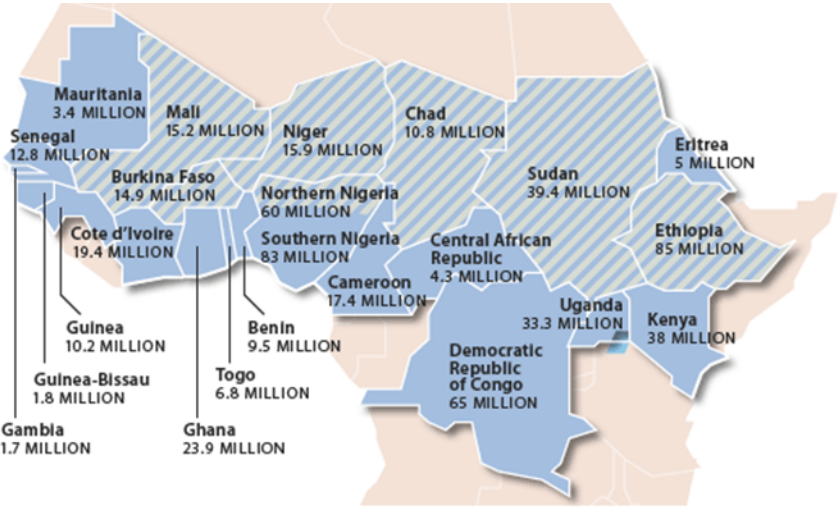 Mauritania
3.4 MILLION
Senegal
12.8 MILLION
Mali
15.2 MILLION
Niger
15.9 MILLION
Chad
10.8 MILLION
Sudan
39.4 MILLION
Eritrea
5 MILLION
Burkina Faso
14.9 MILLION
Northern Nigeria
60 MILLION
Southern Nigeria
83 MILLION
Ethiopia
85 MILLION
Cote d'Ivoire
19.4 MILLION
Central African
Republic
4.3 MILLION
Cameroon
17.4 MILLION
Uganda
33.3 MILLION
Kenya
38 MILLION
Guinea
10.2 MILLION
Benin
9.5 MILLION
Democratic
Republic
of Congo
65 MILLION
Guinea-Bissau
1.8 MILLION
Togo
6.8 MILLION
Gambia
1.7 MILLION
Ghana
23.9 MILLION